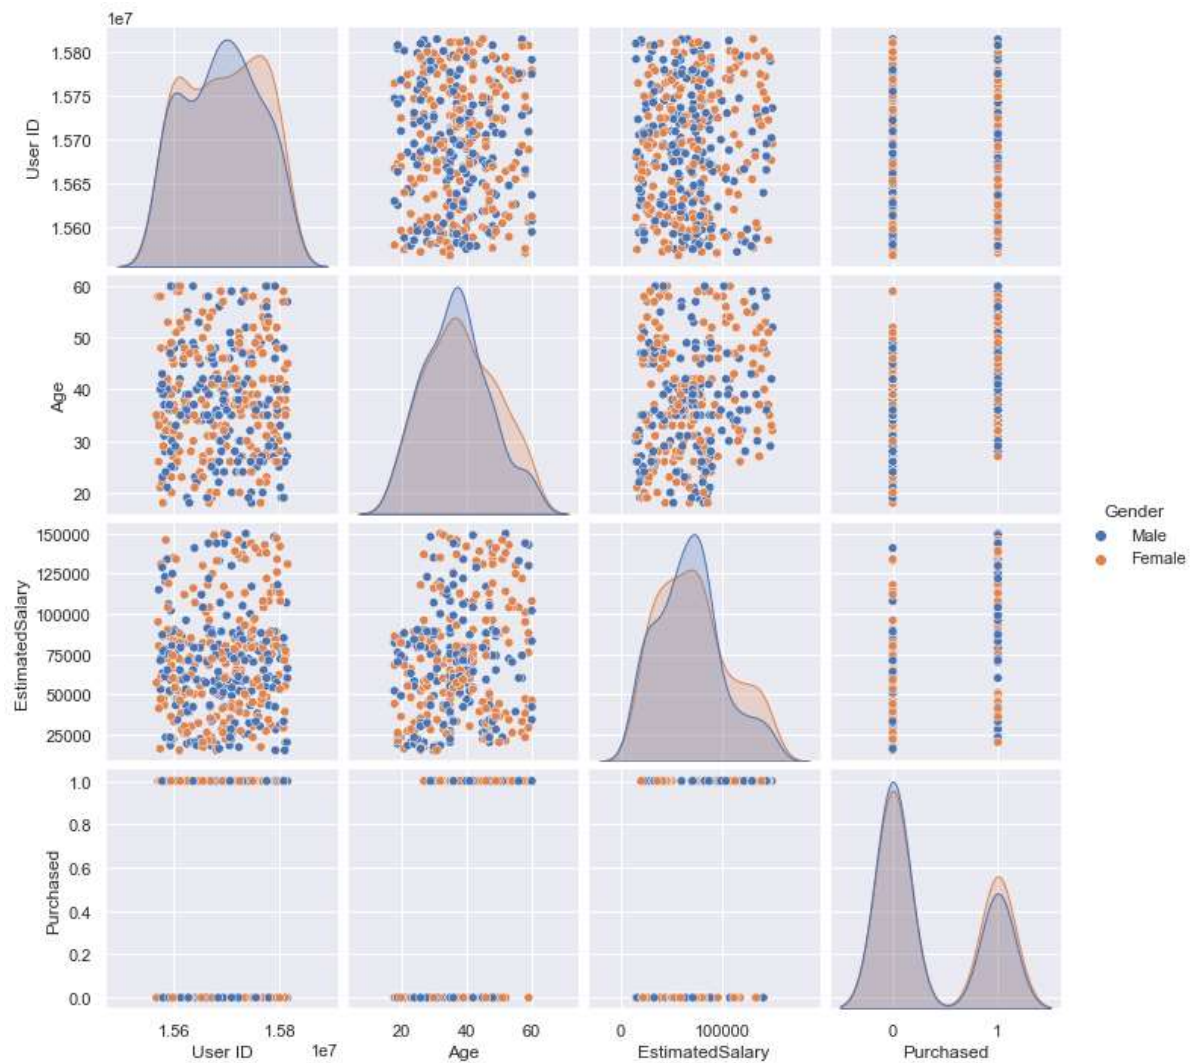 1e7
1.580
1.575
1.570
1.565
1.560
User ID
60
50
40
30
20
Age
150000
125000
100000
75000
50000
25000
EstimatedSalary
Gender
Male
Female
1.0
0.8
0.6
0.4
0.2
0.0
Purchased
1.56 1.58 20 40 60 0 100000 0 1
User ID 1e7 Age EstimatedSalary Purchased